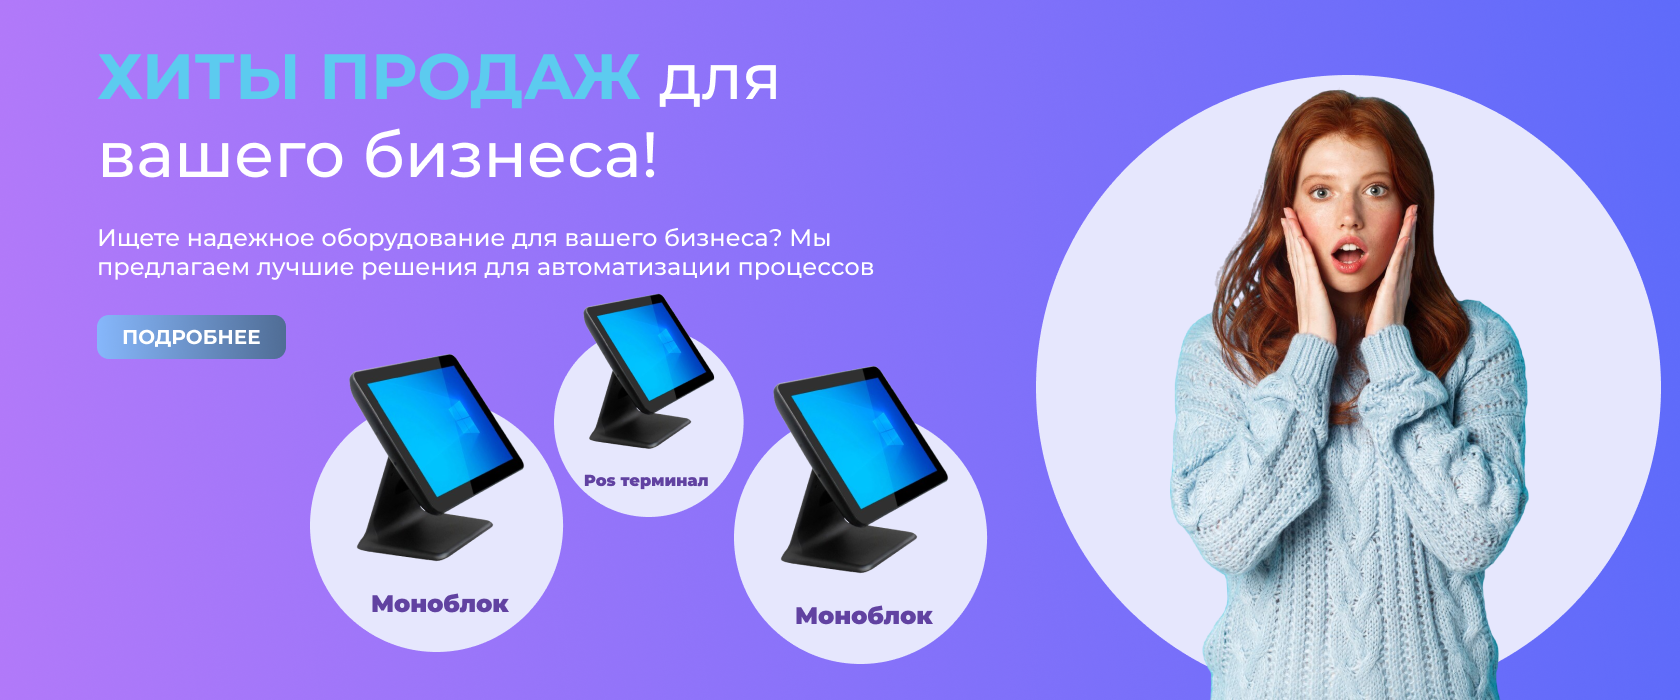 ХИТЫ ПРОДАЖ для
вашего бизнеса!
Ищете надежное оборудование для вашего бизнеса? Мы
предлагаем лучшие решения для автоматизации процессов
ПОДРОБНЕЕ
Pos терминал
Моноблок
Моноблок